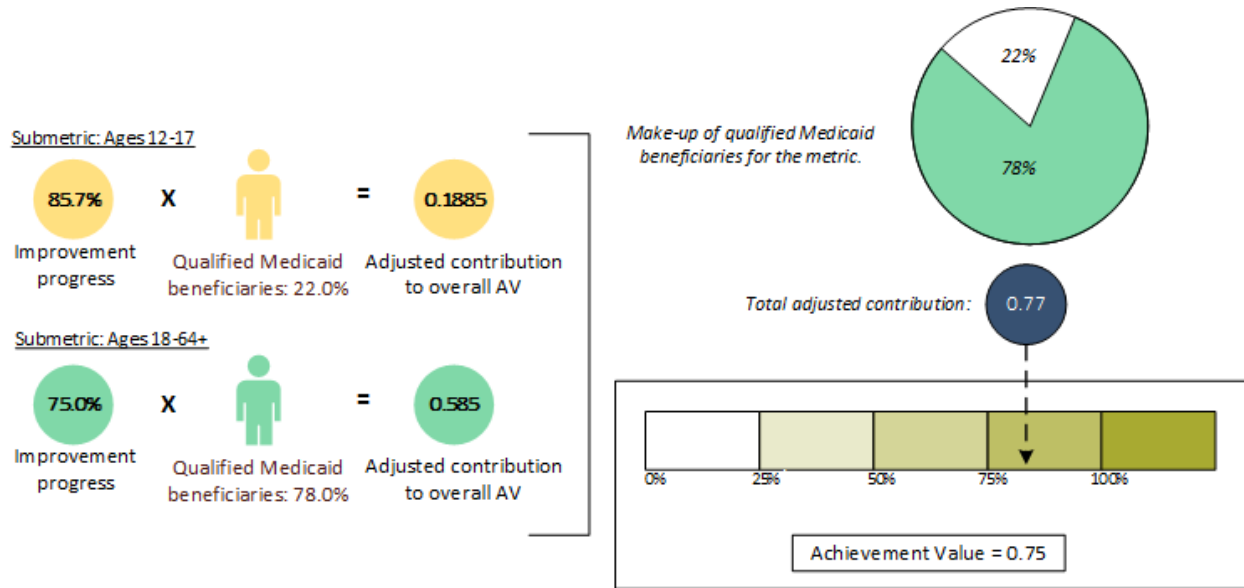 Submetric: Ages 12-17
85.7%
X
=
0.1885
Improvement
progress
Qualified Medicaid
beneficiaries: 22.0%
Adjusted contribution
to overall AV
Submetric: Ages 18-64+
75.0%
X
=
0.585
Improvement
progress
Qualified Medicaid
beneficiaries: 78.0%
Adjusted contribution
to overall AV
22%
Make-up of qualified Medicaid
beneficiaries for the metric.
78%
Total adjusted contribution:
0.77
0%
25%
50%
75%
100%
Achievement Value = 0.75